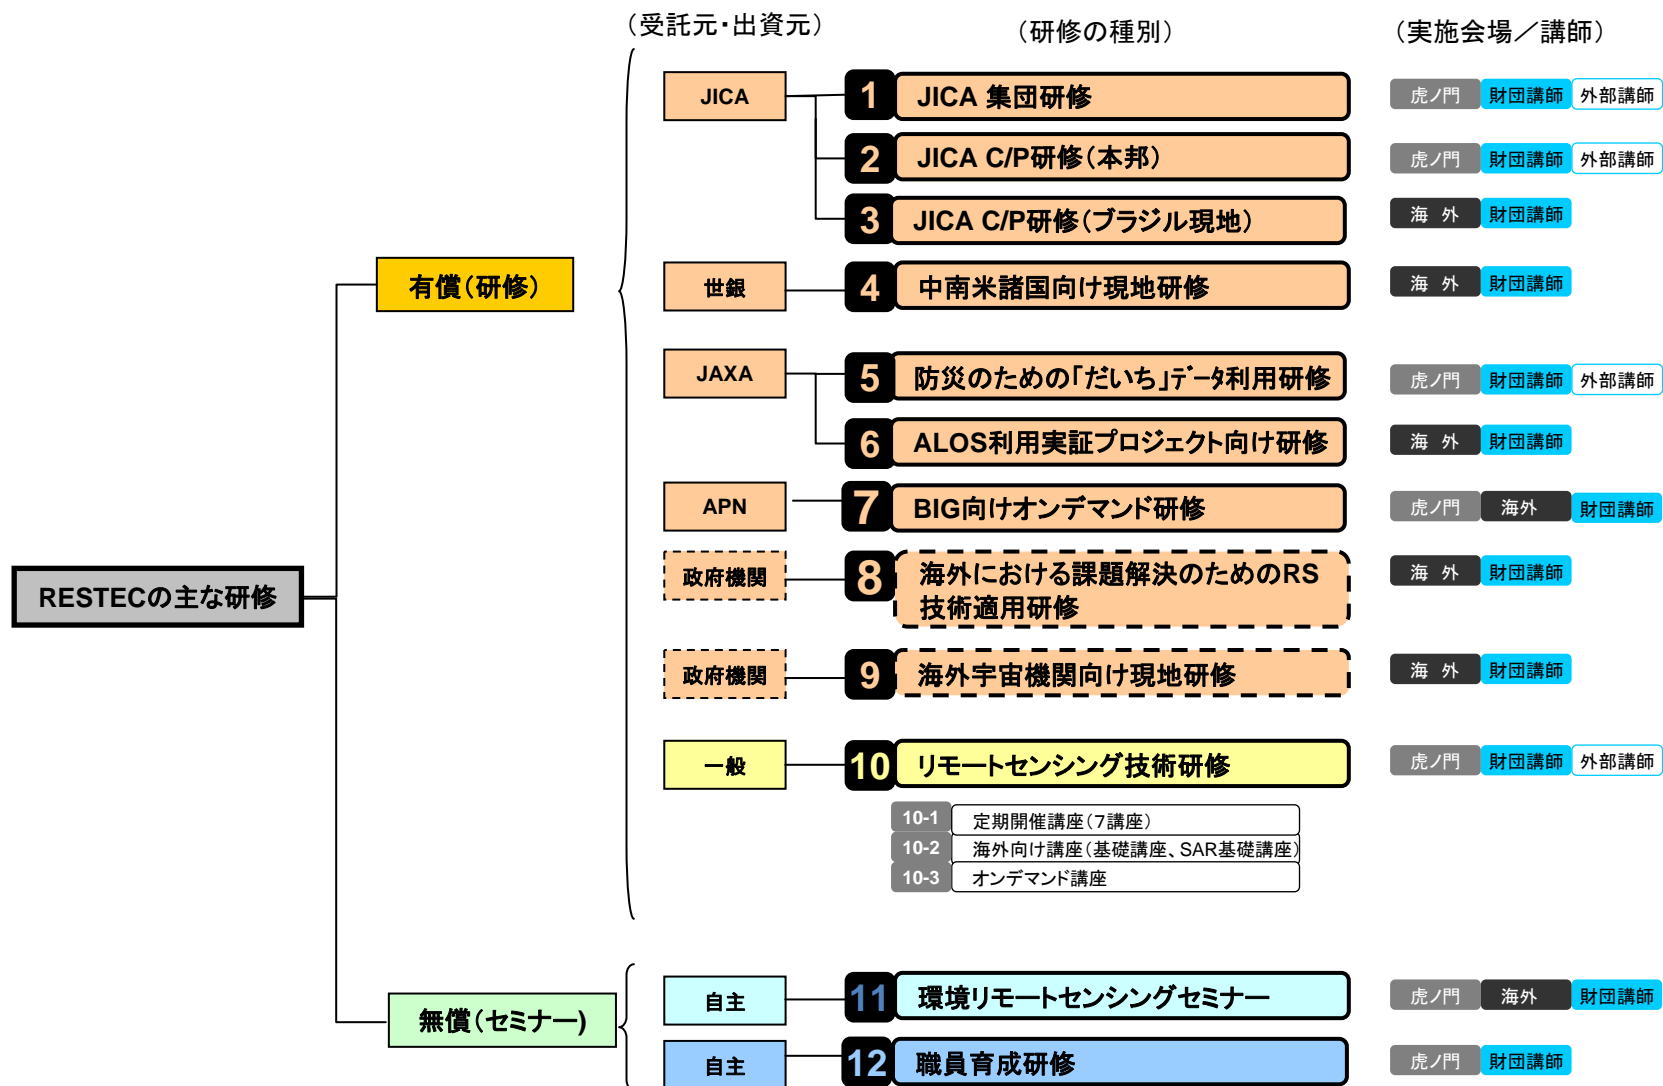 （受託元・出資元）
（研修の種別）
（実施会場／講師）
JICA
1
JICA 集団研修
虎ノ門
財団講師
外部講師
2
JICA C/P研修（本邦）
虎ノ門
財団講師
外部講師
3
JICA C/P研修（ブラジル現地）
海 外
財団講師
有償（研修）
世銀
4
中南米諸国向け現地研修
海 外
財団講師
JAXA
5
防災のための「だいち」ﾃﾞｰﾀ利用研修
虎ノ門
財団講師
外部講師
6
ALOS利用実証プロジェクト向け研修
海 外
財団講師
APN
7
BIG向けオンデマンド研修
虎ノ門
海外
財団講師
政府機関
8
海外における課題解決のためのRS
技術適用研修
海 外
財団講師
RESTECの主な研修
政府機関
9
海外宇宙機関向け現地研修
海 外
財団講師
一般
10
リモートセンシング技術研修
虎ノ門
財団講師
外部講師
10-1
定期開催講座（７講座）
10-2
海外向け講座（基礎講座、SAR基礎講座）
10-3
オンデマンド講座
無償（セミナー）
自主
11
環境リモートセンシングセミナー
虎ノ門
海外
財団講師
自主
12
職員育成研修
虎ノ門
財団講師